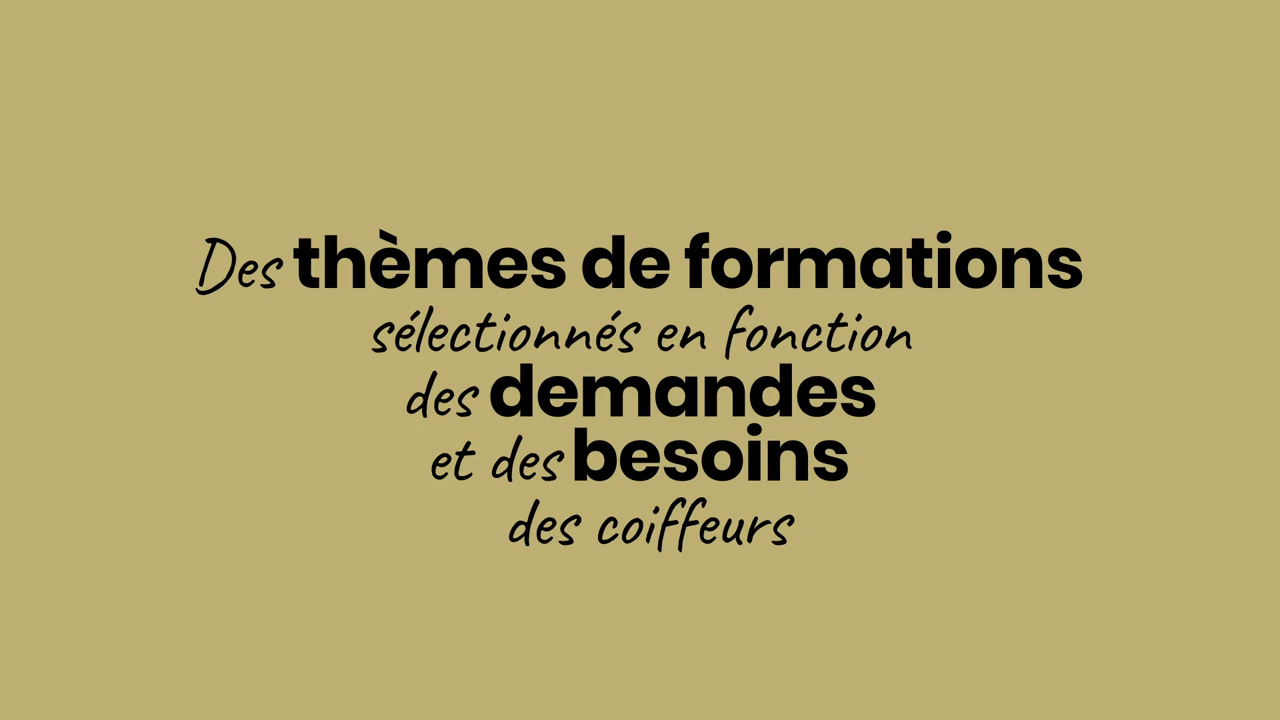 Des thèmes de formations
sélectionnés en fonction
des demandes
et des besoins
des coiffeurs